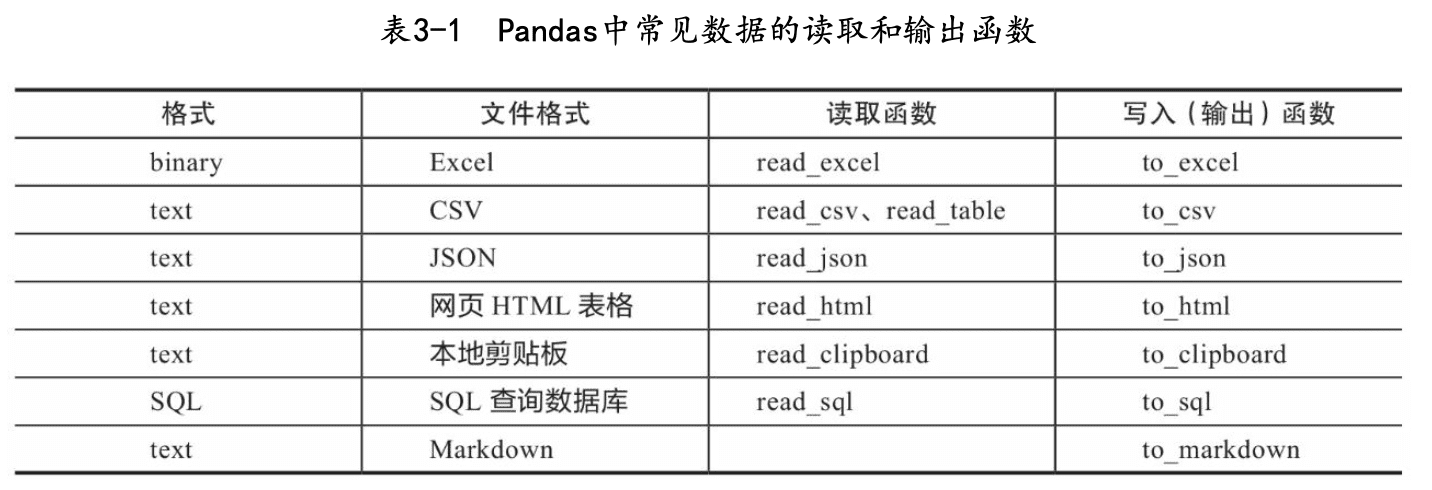 表3-1 Pandas中常见数据的读取和输出函数
格式 文件格式 读取函数 写入（输出）函数
binary Excel read_excel to_excel
text CSV read_csv、read_table to_csv
text JSON read_json to_json
text 网页 HTML 表格 read_html to_html
text 本地剪贴板 read_clipboard to_clipboard
SQL SQL 查询数据库 read_sql to_sql
text Markdown to_markdown